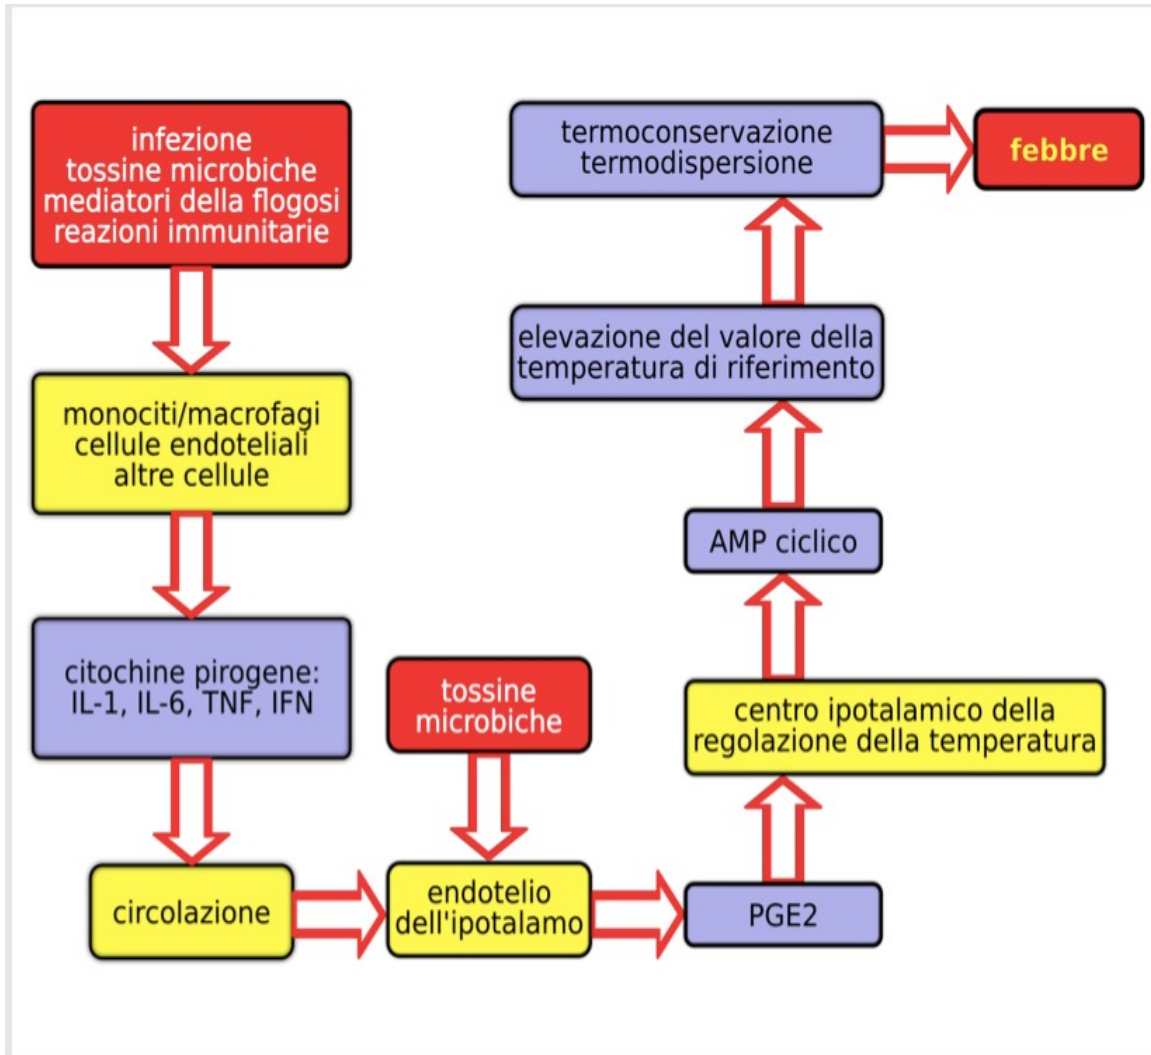 infezione
tossine microbiche
mediatori della flogosi
reazioni immunitarie
monociti/macrofagi
cellule endoteliali
altre cellule
citochine pirogene:
IL-1, IL-6, TNF, IFN
circolazione
tossine
microbiche
endotelio
dell'ipotalamo
PGE2
centro ipotalamico della
regolazione della temperatura
AMP ciclico
elevazione del valore della
temperatura di riferimento
termoconservazione
termodispersione
febbre